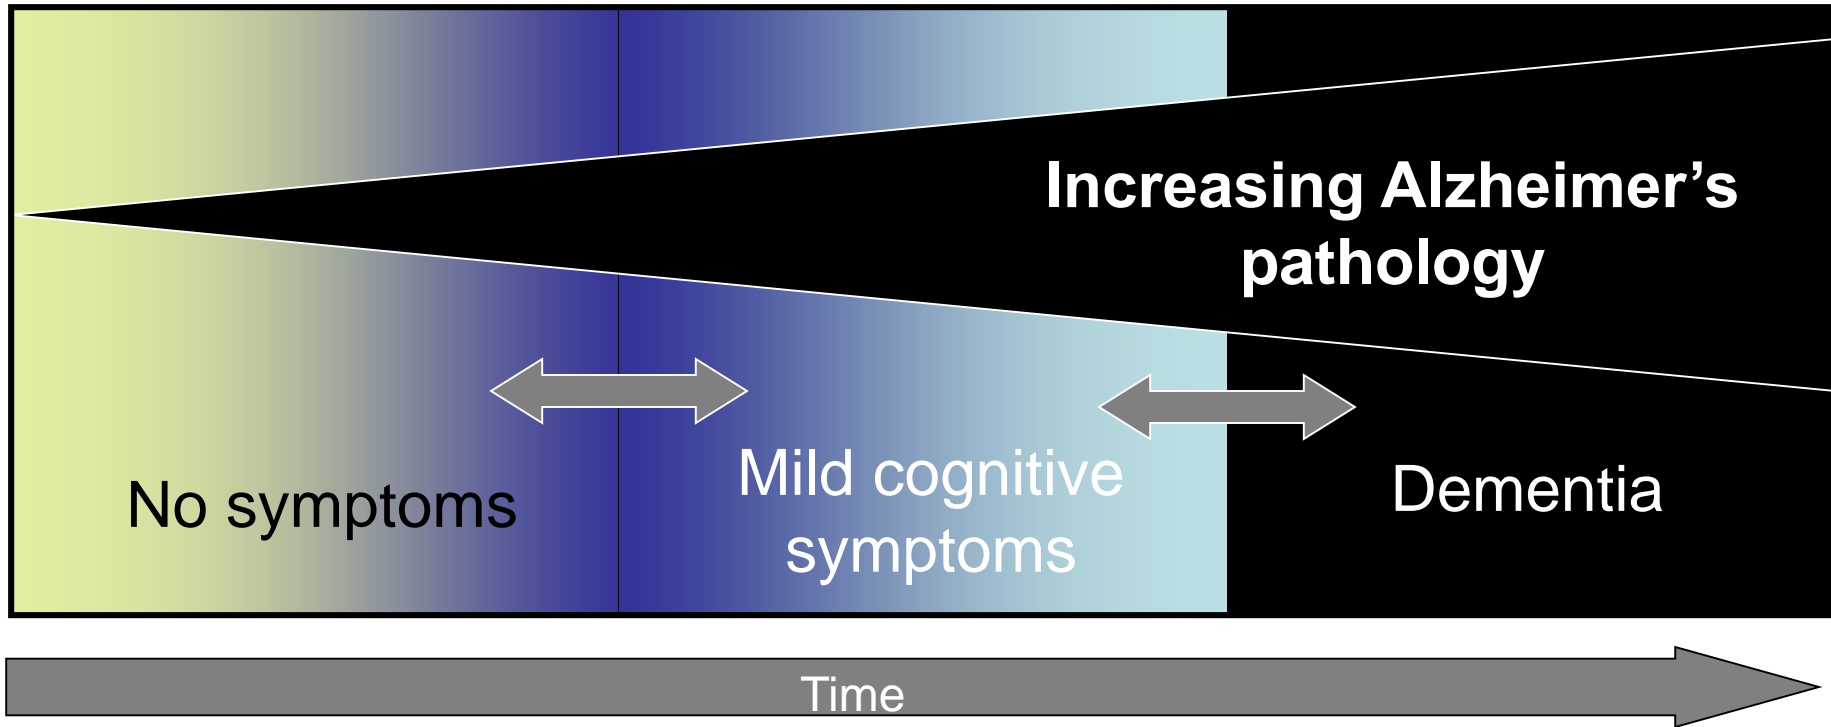 Increasing Alzheimer’s
pathology
No symptoms
Mild cognitive
symptoms
Dementia
Time